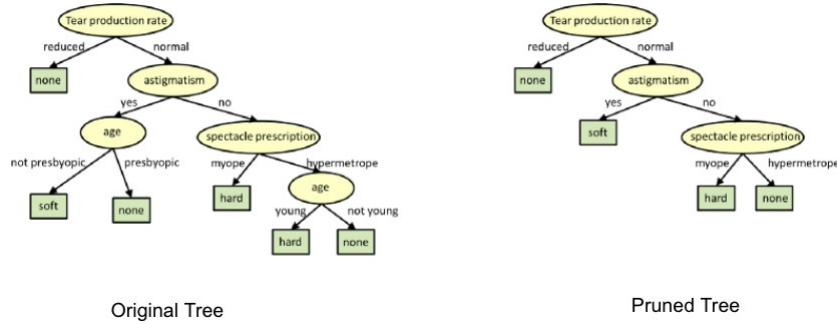 Tear production rate
reduced normal
none
astigmatism
yes no
age
spectacle prescription
not presbyopic presbyopic
myope hypermetrope
soft none
hard
age
young not young
hard none
Original Tree
Tear production rate
reduced normal
none
astigmatism
yes no
soft
spectacle prescription
myope hypermetrope
hard none
Pruned Tree